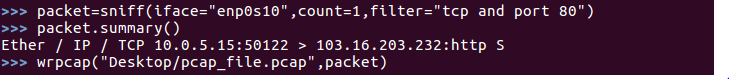 >>> packet=sniff(iface="enp0s10",count=1,filter="tcp and port 80")
>>> packet.summary()
Ether / IP / TCP 10.0.5.15:50122 > 103.16.203.232:http S
>>> wrpcap("Desktop/pcap_file.pcap",packet)